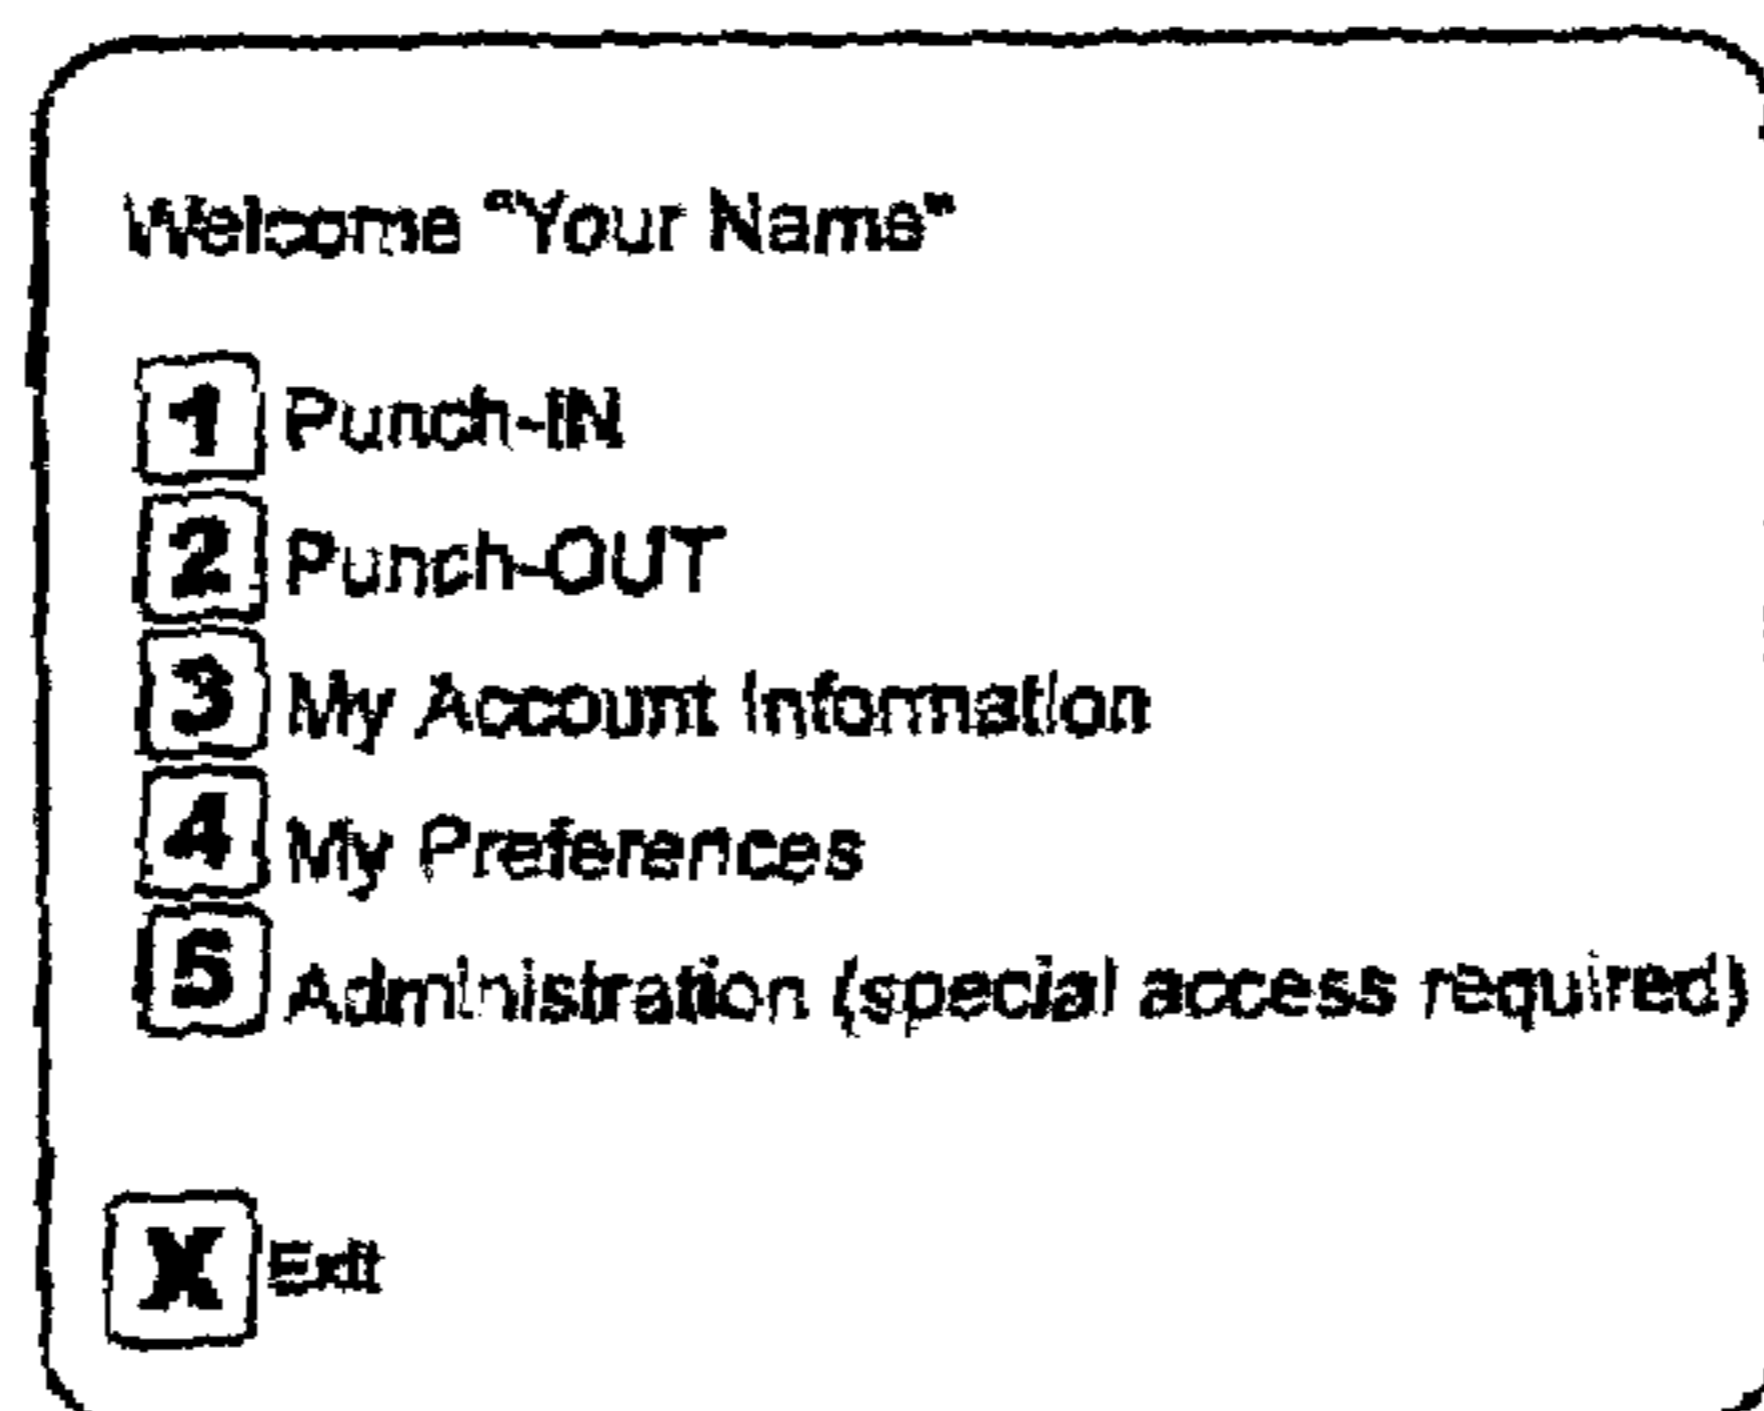 Welcome "Your Name"
1 Punch-IN
2 Punch-OUT
3 My Account Information
4 My Preferences
5 Administration (special access required)
X Exit